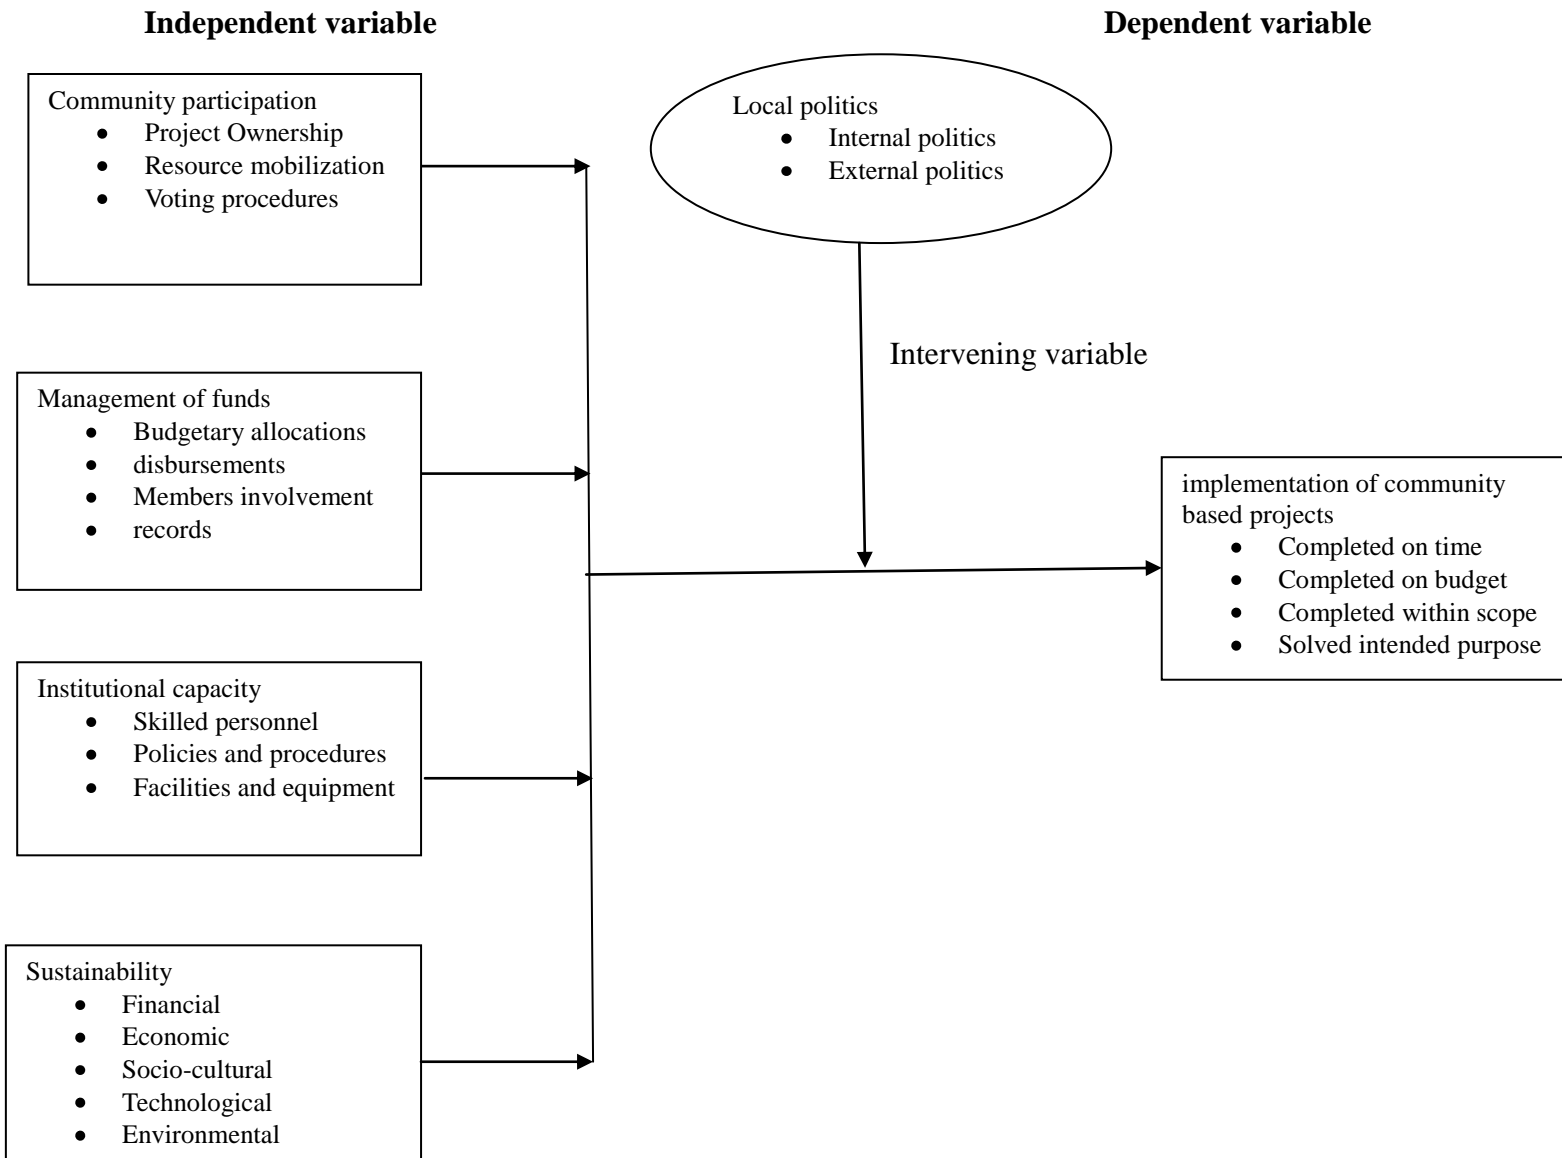 Independent variable
Dependent variable
Community participation
• Project Ownership
• Resource mobilization
• Voting procedures
Local politics
• Internal politics
• External politics
Intervening variable
Management of funds
• Budgetary allocations
• disbursements
• Members involvement
• records
implementation of community
based projects
• Completed on time
• Completed on budget
• Completed within scope
• Solved intended purpose
Institutional capacity
• Skilled personnel
• Policies and procedures
• Facilities and equipment
Sustainability
• Financial
• Economic
• Socio-cultural
• Technological
• Environmental